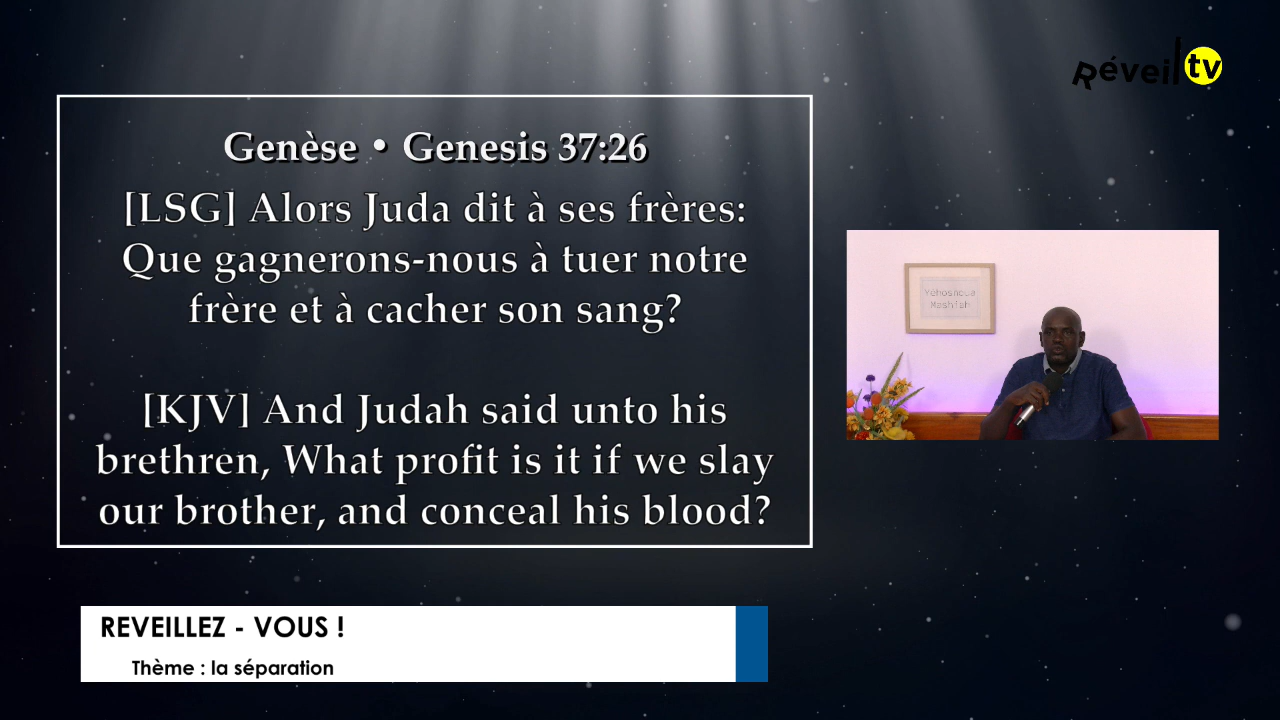 Réveil tv
Genèse • Genesis 37:26
[LSG] Alors Juda dit à ses frères:
Que gagnerons-nous à tuer notre
frère et à cacher son sang?
[KJV] And Judah said unto his
brethren, What profit is it if we slay
our brother, and conceal his blood?
Yéhoshoua
Mashiah
REVEILLEZ - VOUS !
Thème : la séparation